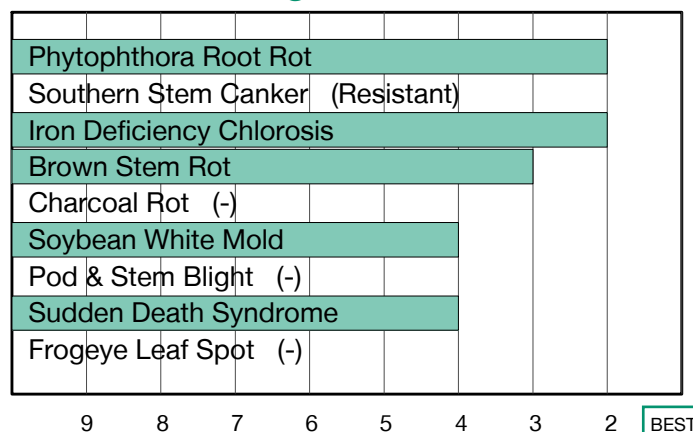 Phytophthora Root Rot
Southern Stem Canker (Resistant)
Iron Deficiency Chlorosis
Brown Stem Rot
Charcoal Rot (-)
Soybean White Mold
Pod & Stem Blight (-)
Sudden Death Syndrome
Frogeye Leaf Spot (-)
9 8 7 6 5 4 3 2 BEST